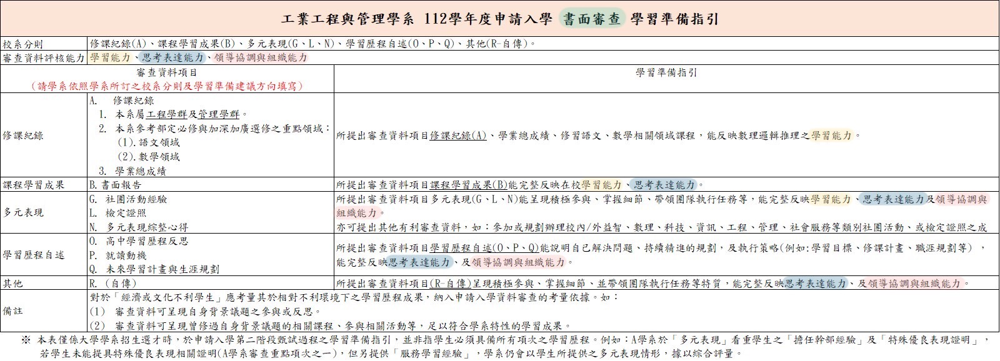 工業工程與管理學系 112學年度申請入學 書面審查 學習準備指引
校系分則 修課紀錄(A)、課程學習成果(B)、多元表現(G、L、N)、學習歷程自述(O、P、Q)、其他(R-自傳)。
審查資料評核能力 學習能力、思考表達能力、領導協調與組織能力
審查資料項目
(請學系依照學系所訂之校系分則及學習準備建議方向填寫)
學習準備指引
修課紀錄
A. 修課紀錄
1. 本系屬工程學群及管理學群。
2. 本系參考部定必修與加深加廣選修之重點領域：
(1).語文領域
(2).數學領域
3. 學業總成績
所提出審查資料項目修課紀錄(A)、學業總成績、修習語文、數學相關領域課程，能反映數理邏輯推理之學習能力。
課程學習成果
B.書面報告
所提出審查資料項目課程學習成果(B)能完整反映在校學習能力、思考表達能力。
多元表現
G. 社團活動經驗
L. 檢定證照
N. 多元表現綜整心得
所提出審查資料項目多元表現(G、L、N)能呈現積極參與、掌握細節、帶領團隊執行任務等，能完整反映學習能力、思考表達能力及領導協調與
組織能力。
亦可提出其他有利審查資料，如：參加或規劃辦理校內/外益智、數理、科技、資訊、工程、管理、社會服務等類別社團活動、或檢定證照之成
學習歷程自述
O. 高中學習歷程反思
P. 就讀動機
Q. 未來學習計畫與生涯規劃
所提出審查資料項目學習歷程自述(O、P、Q)能說明自己解決問題、持續精進的規劃，及執行策略(例如:學習目標、修課計畫、職涯規劃等)，
能完整反映思考表達能力、及領導協調與組織能力。
其他
R. (自傳)
所提出審查資料項目(R-自傳)呈現積極參與、掌握細節、並帶領團隊執行任務等特質，能完整反映思考表達能力、及領導協調與組織能力。
備註
對於「經濟或文化不利學生」應考量其於相對不利環境下之學習歷程成果，納入申請入學資料審查的考量依據。如：
(1) 審查資料可呈現自身背景議題之參與或反思。
(2) 審查資料可呈現曾修過自身背景議題的相關課程、參與相關活動等，足以符合學系特性的學習成果。
※ 本表僅係大學學系招生選才時，於申請入學第二階段甄試過程之學習準備指引，並非指學生必須具備所有項次之學習歷程。例如：A學系於「多元表現」看重學生之「擔任幹部經驗」及「特殊優良表現證明」，
若學生未能提具特殊優良表現相關證明(A學系審查重點項次之一)，但另提供「服務學習經驗」，學系仍會以學生所提供之多元表現情形，據以綜合評量。